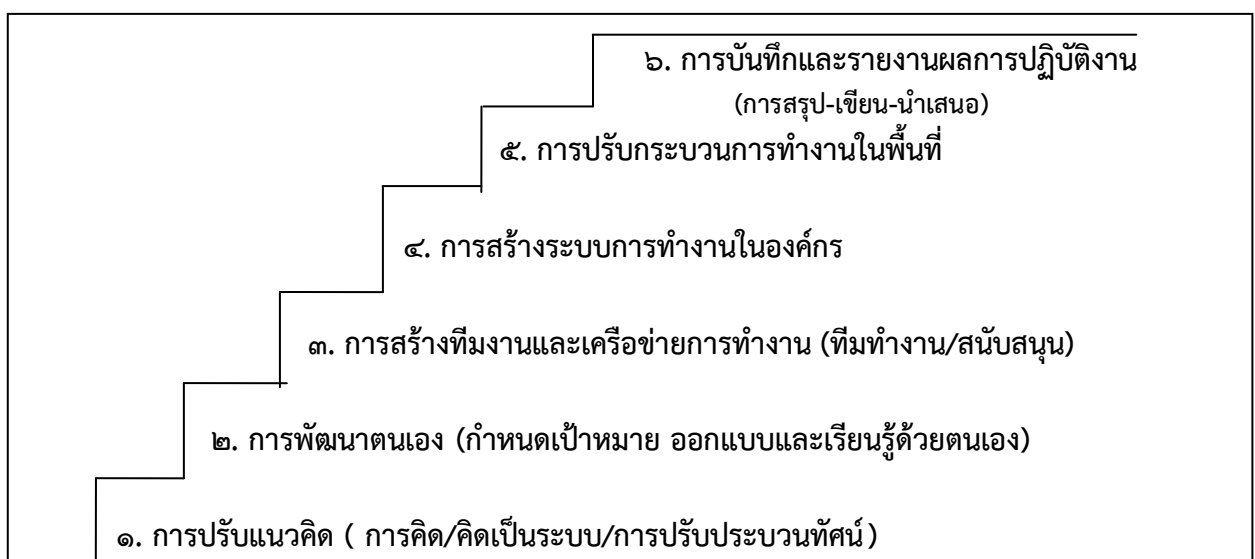 ๖. การบันทึกและรายงานผลการปฏิบัติงาน
(การสรุป-เขียน-นำเสนอ)
๕. การปรับกระบวนการทำงานในพื้นที่
๔. การสร้างระบบการทำงานในองค์กร
๓. การสร้างทีมงานและเครือข่ายการทำงาน (ทีมทำงาน/สนับสนุน)
๒. การพัฒนาตนเอง (กำหนดเป้าหมาย ออกแบบและเรียนรู้ด้วยตนเอง)
๑. การปรับแนวคิด ( การคิด/คิดเป็นระบบ/การปรับประบวนทัศน์ )